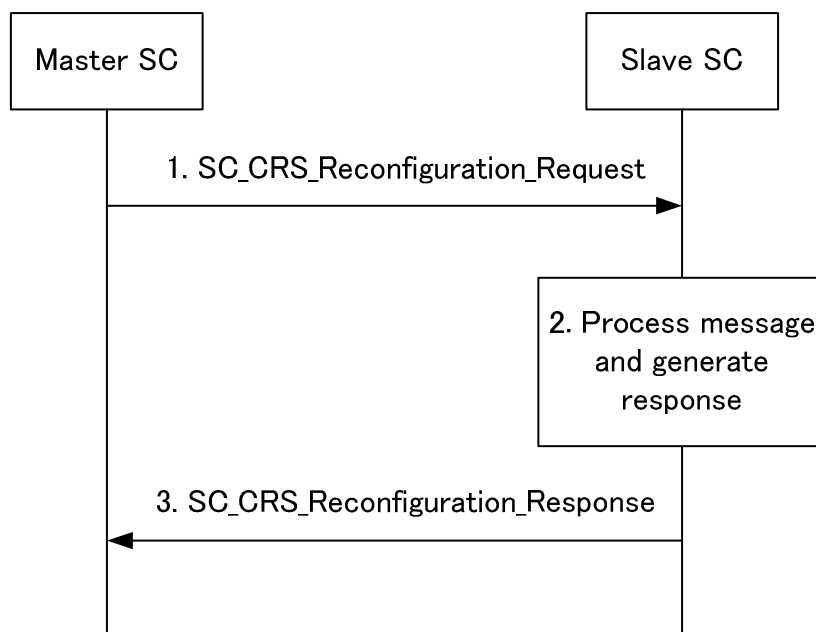 Master SC
Slave SC
1. SC_CRS_Reconfiguration_Request
2. Process message
and generate
response
3. SC_CRS_Reconfiguration_Response